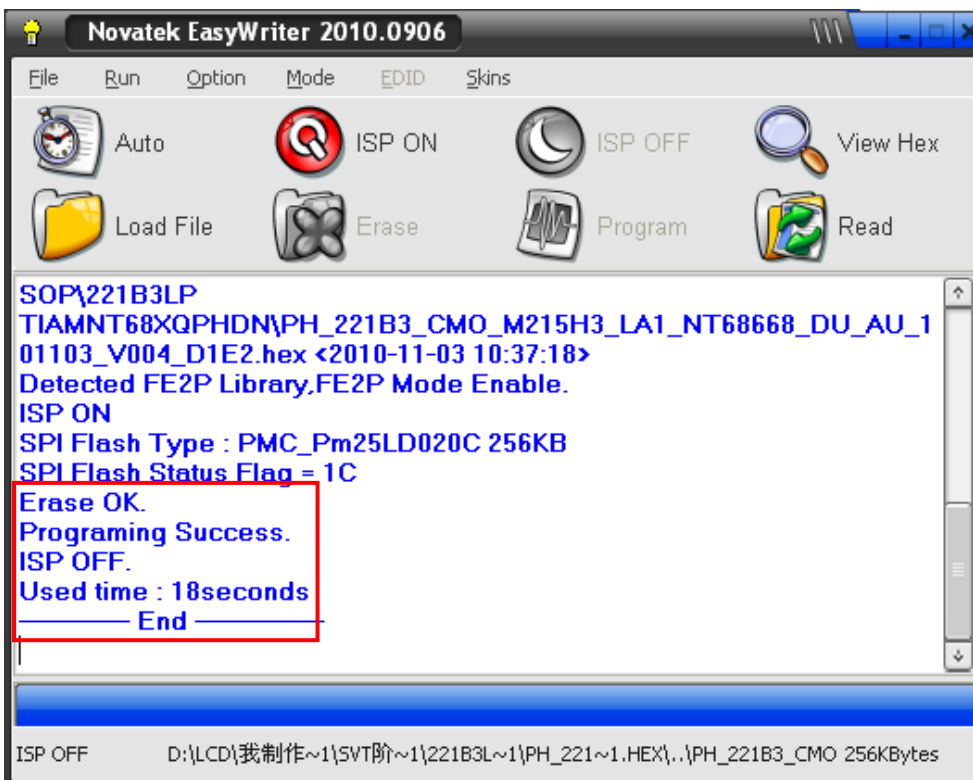 Novatek EasyWriter 2010.0906
File Run Option Mode EDID Skins
Auto ISP ON ISP OFF View Hex
Load File Erase Program Read
SOP\221B3LP
TIAMNT68XQPHDN\PH_221B3_CMO_M215H3_LA1_NT68668_DU_AU_1
01103_V004_D1E2.hex <2010-11-03 10:37:18>
Detected FE2P Library,FE2P Mode Enable.
ISP ON
SPI Flash Type : PMC_Pm25LD020C 256KB
SPI Flash Status Flag = 1C
Erase OK.
Programing Success.
ISP OFF.
Used time : 18seconds
———— End ————
ISP OFF D:\LCD\我制作~1\SVT阶~1\221B3L~1\PH_221~1.HEX\..\PH_221B3_CMO 256KBytes